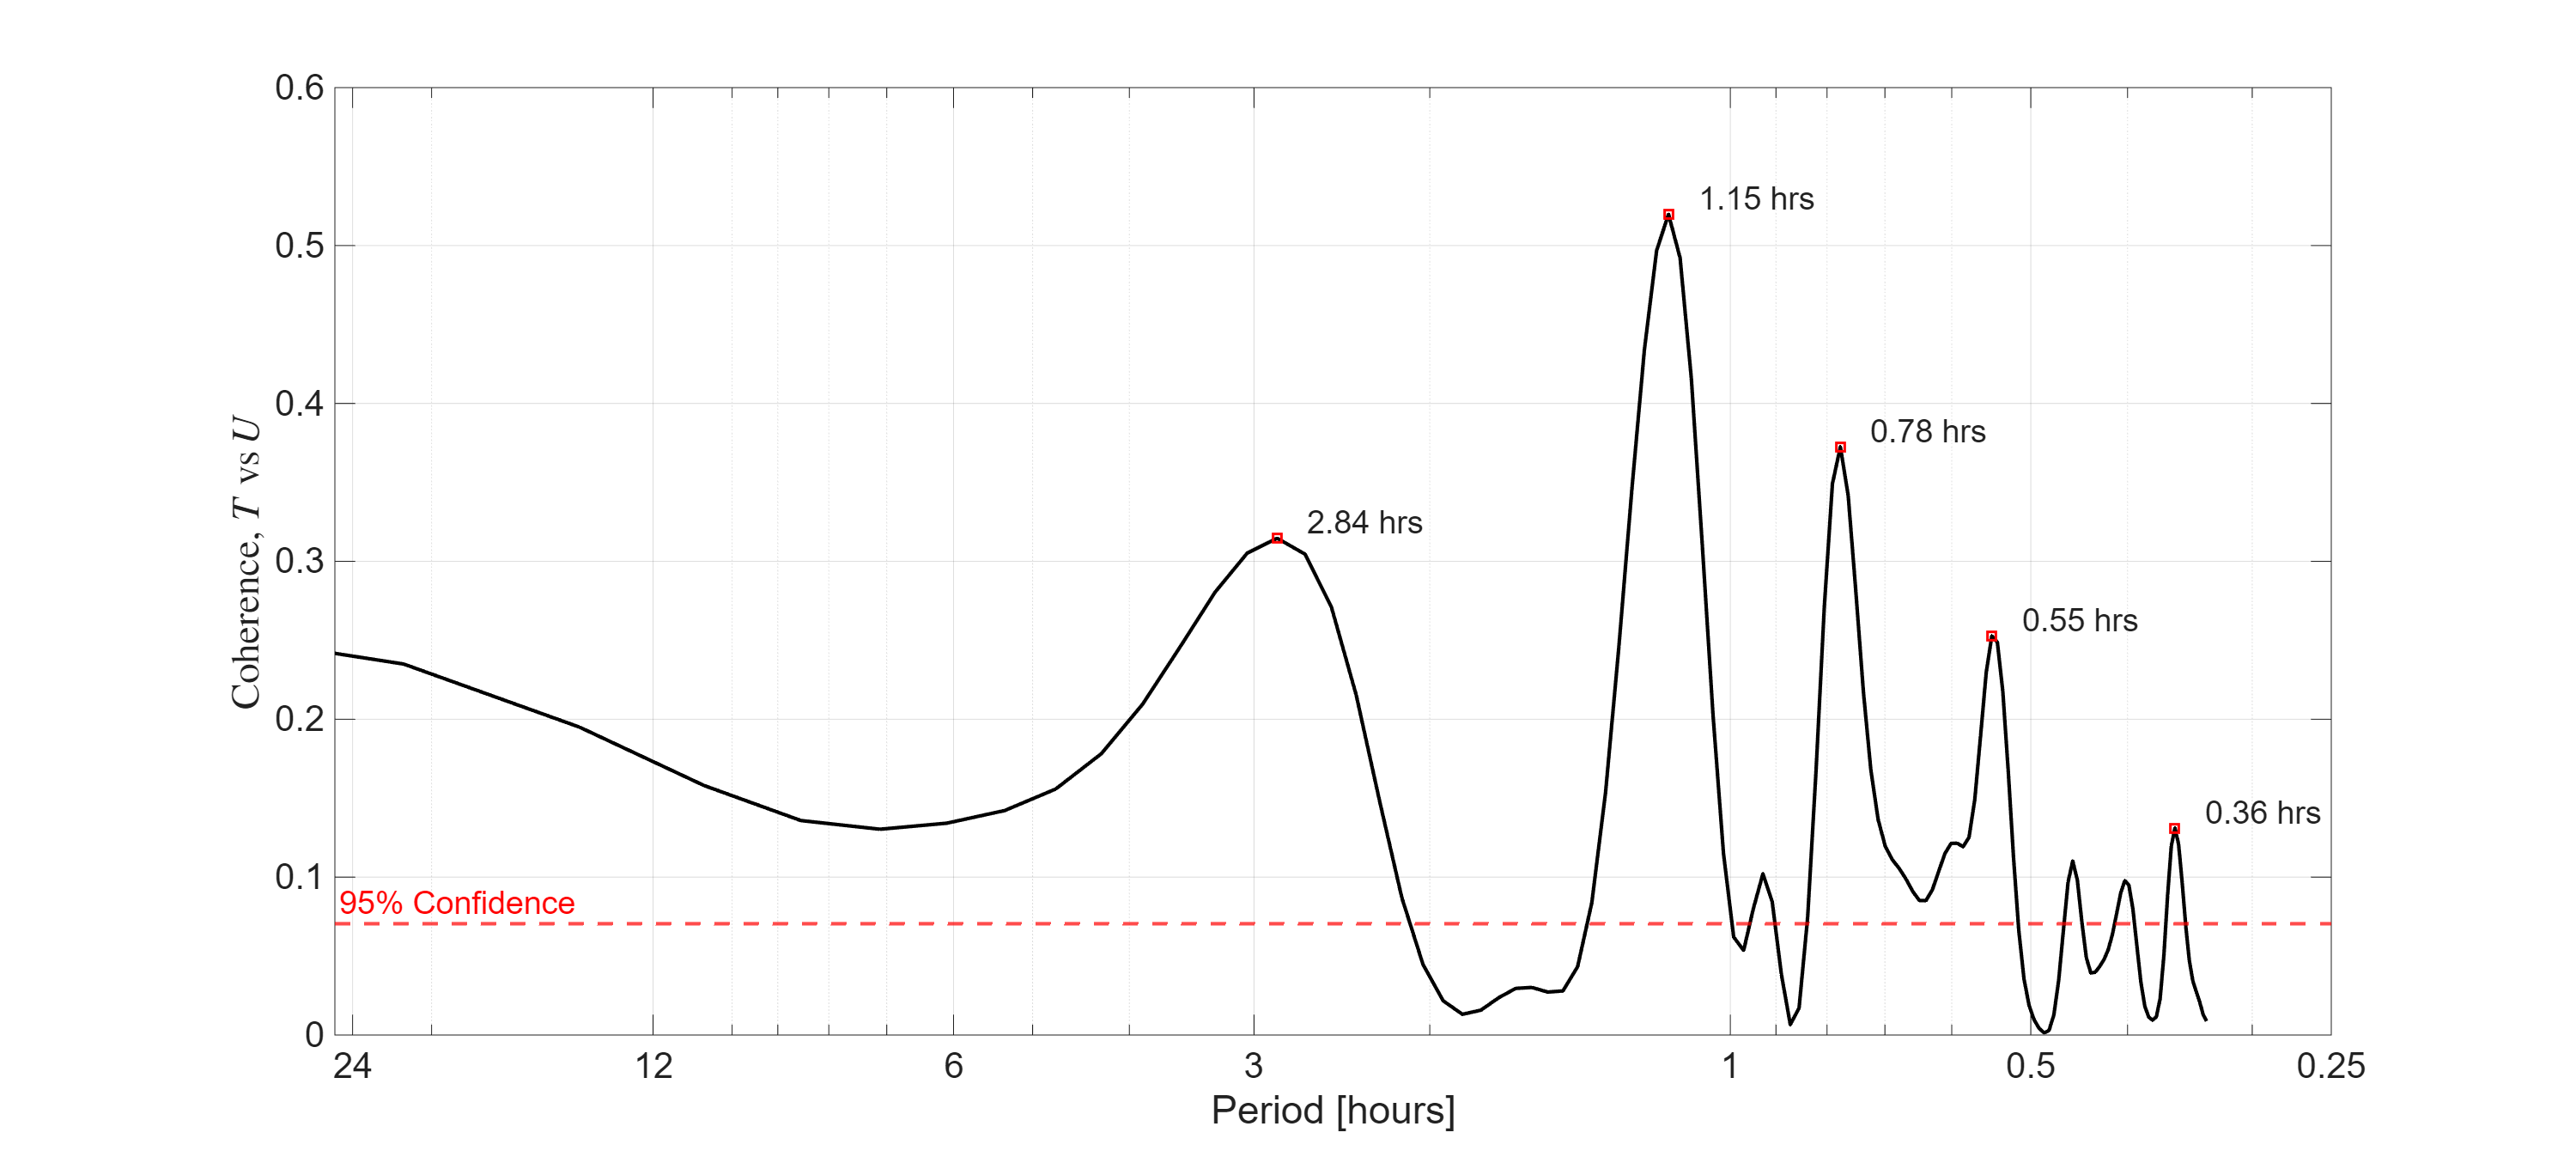 0.6
0.5
0.4
0.3
0.2
0.1
0
Coherence, T vs U
1.15 hrs
0.78 hrs
2.84 hrs
0.55 hrs
0.36 hrs
95% Confidence
24 12 6 3 1 0.5 0.25
Period [hours]